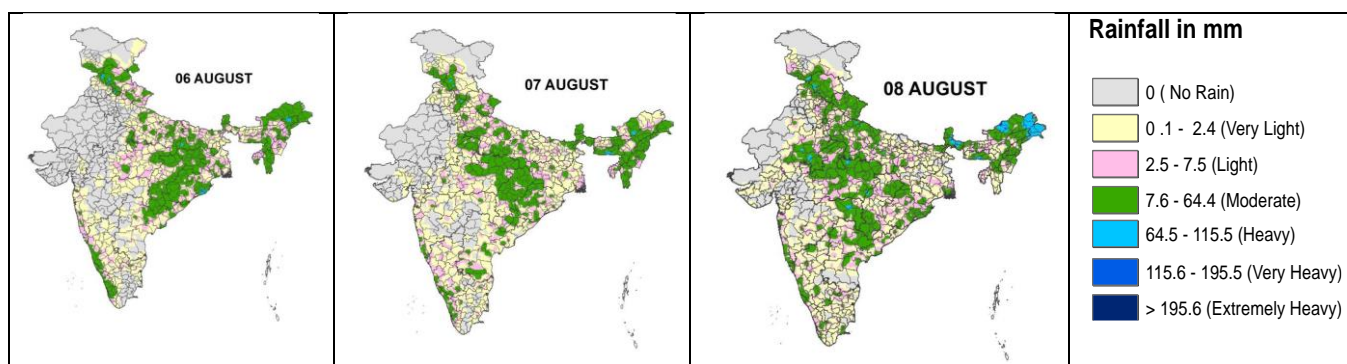 06 AUGUST
07 AUGUST
08 AUGUST
Rainfall in mm
0 ( No Rain)
0 .1 - 2.4 (Very Light)
2.5 - 7.5 (Light)
7.6 - 64.4 (Moderate)
64.5 - 115.5 (Heavy)
115.6 - 195.5 (Very Heavy)
> 195.6 (Extremely Heavy)